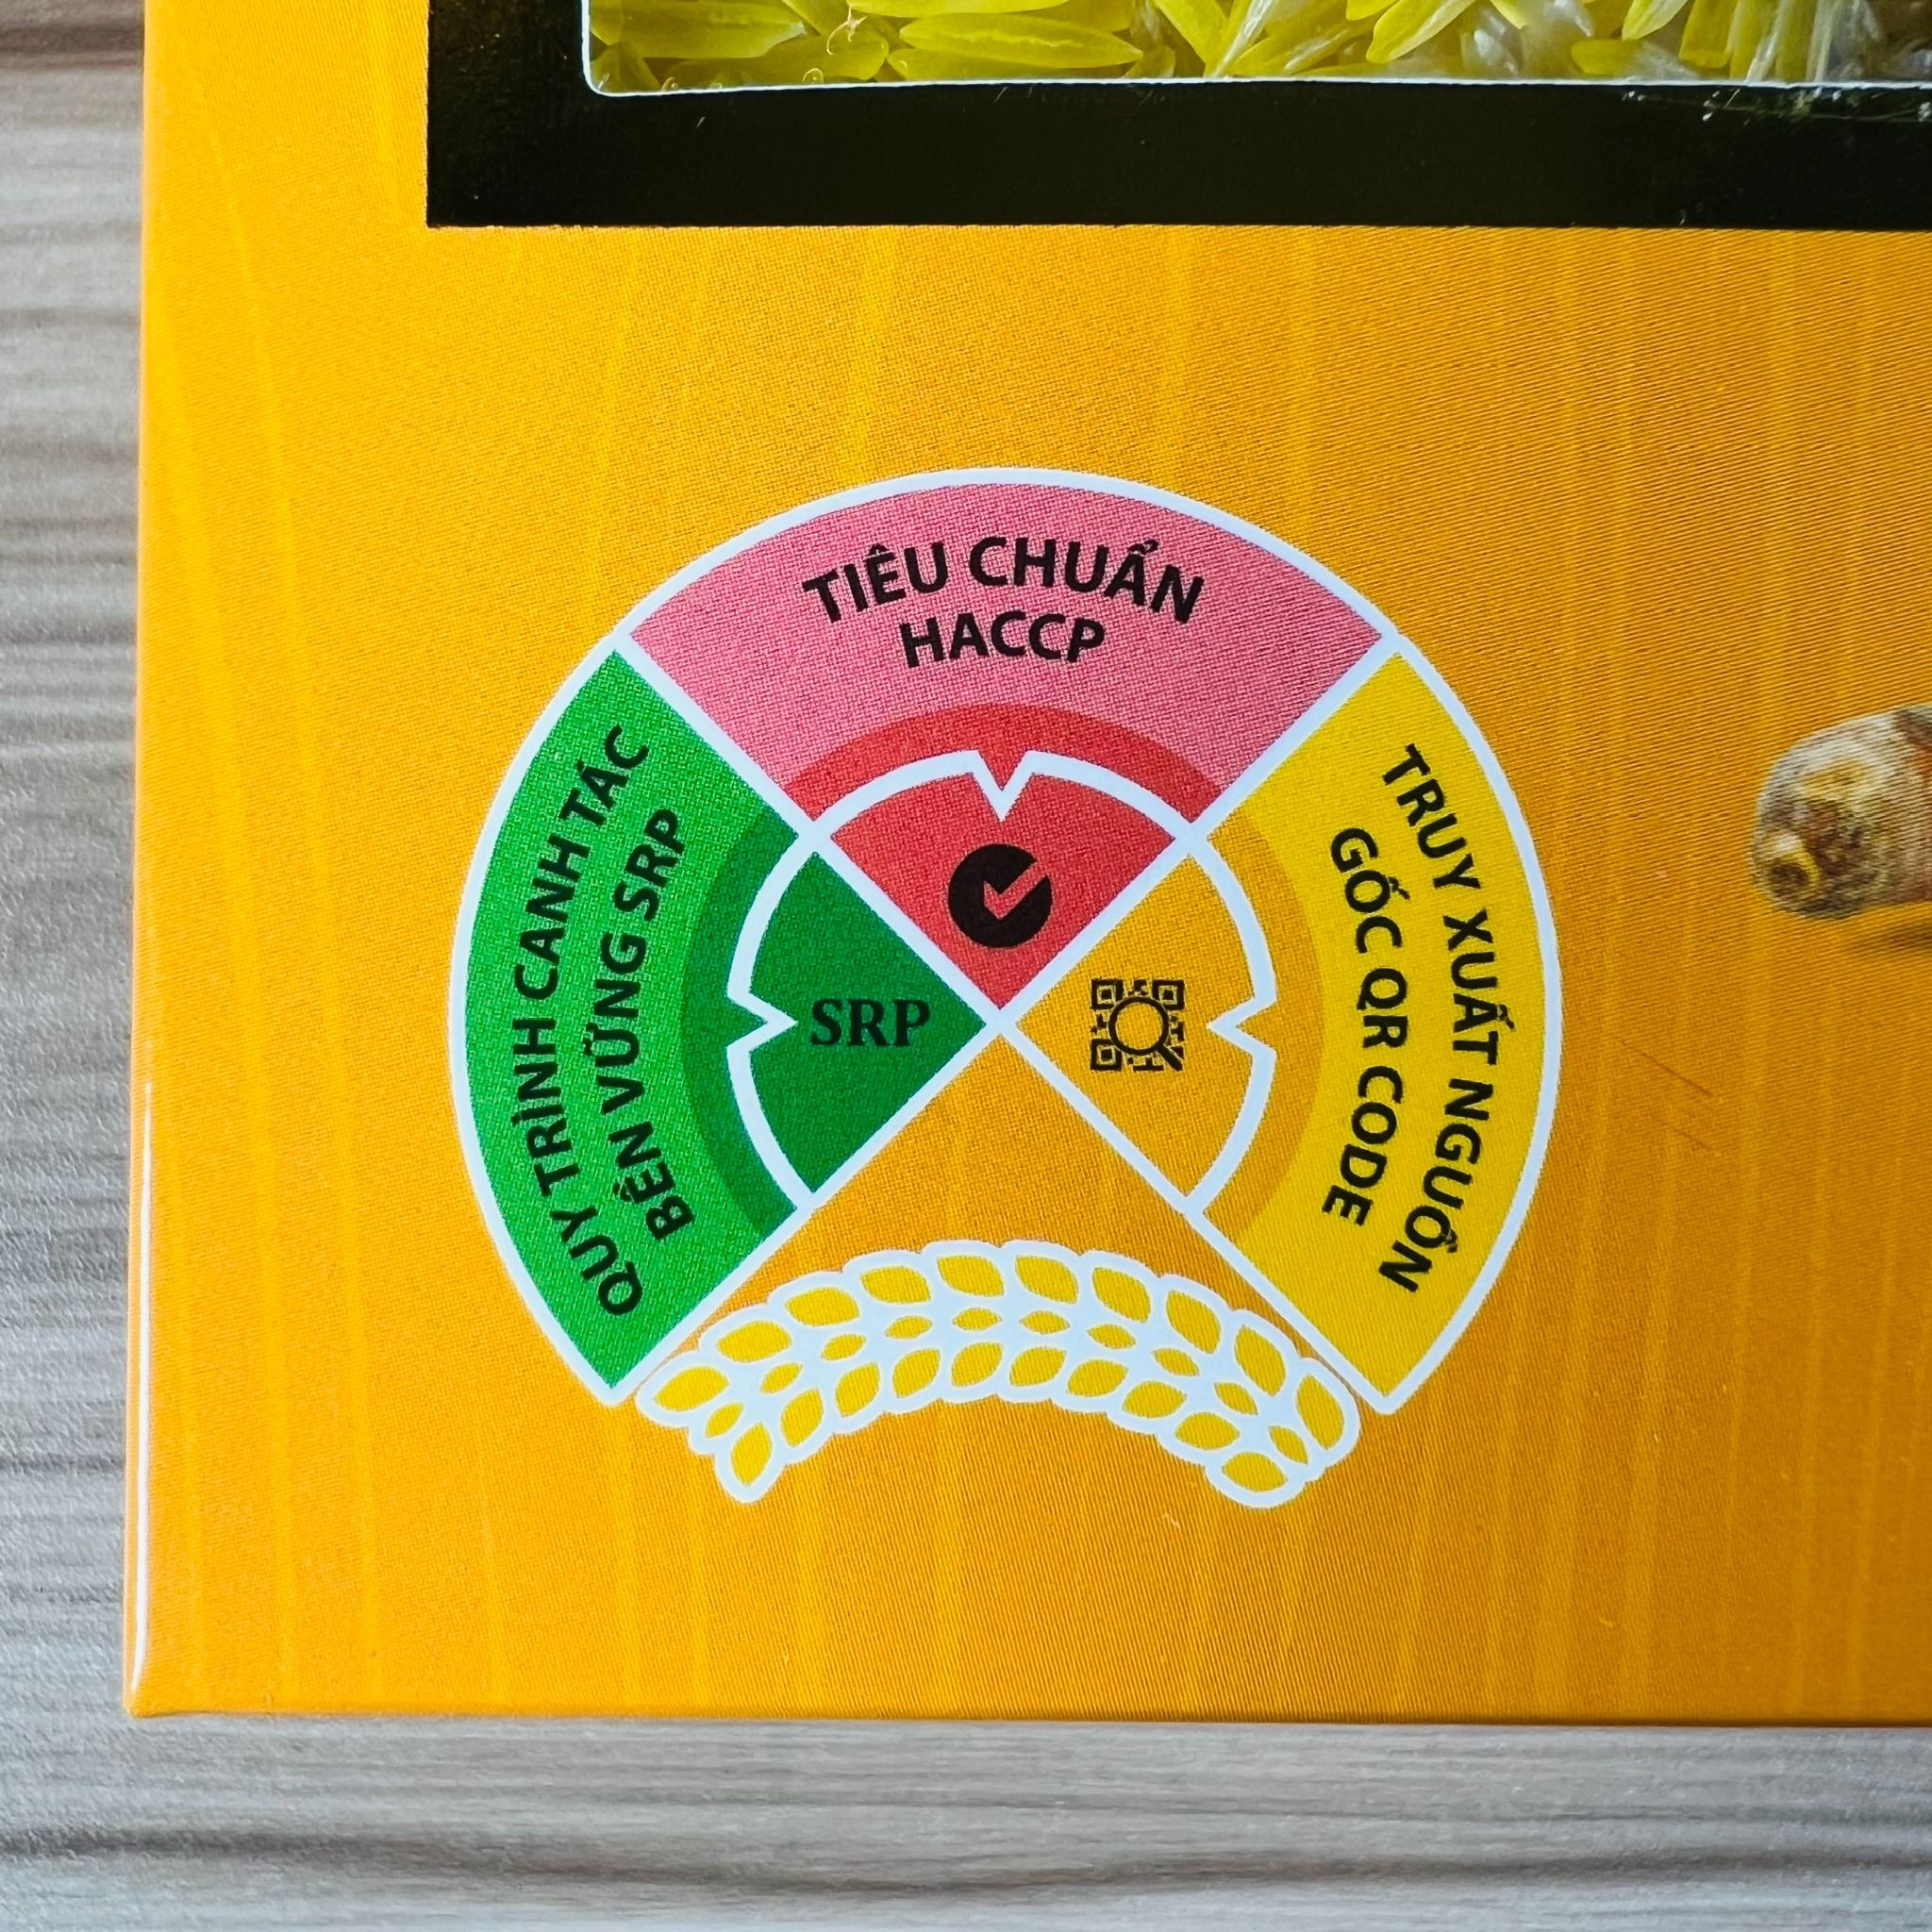 TIÊU CHUẨN
HACCP
QUY TRÌNH CANH TÁC
BỀN VỮNG SRP
SRP
TRUY XUẤT NGUỒN
GỐC QR CODE